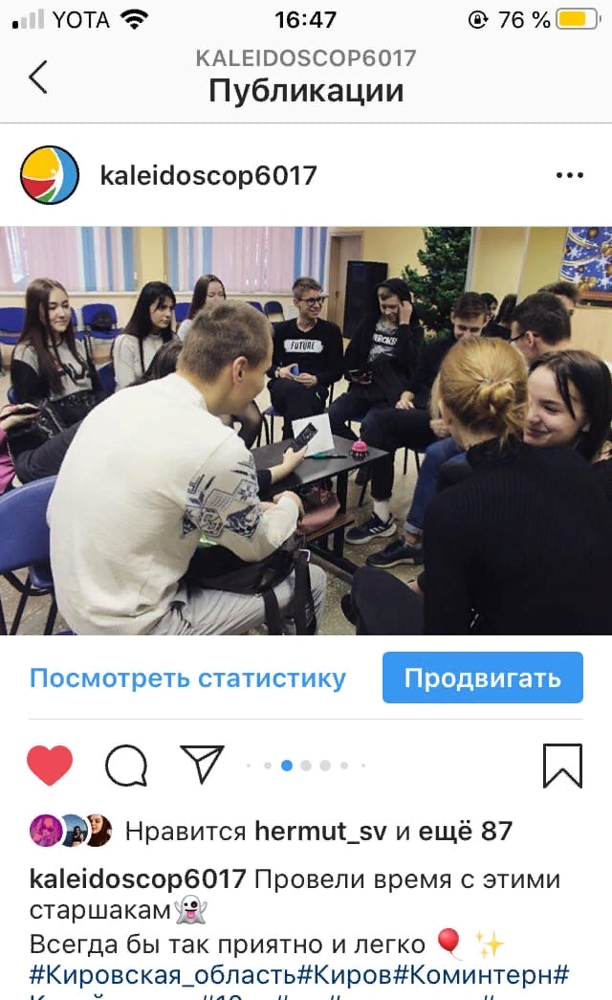 YOTA 16:47 76 %
KALEIDOSCOP6017
Публикации
kaleidoscop6017
FUTURE
Посмотреть статистику Продвигать
Нравится hermut_sv и ещё 87
kaleidoscop6017 Провели время с этими
старшакам👻
Всегда бы так приятно и легко 🎈 ✨
#Кировская_область#Киров#Коминтерн#